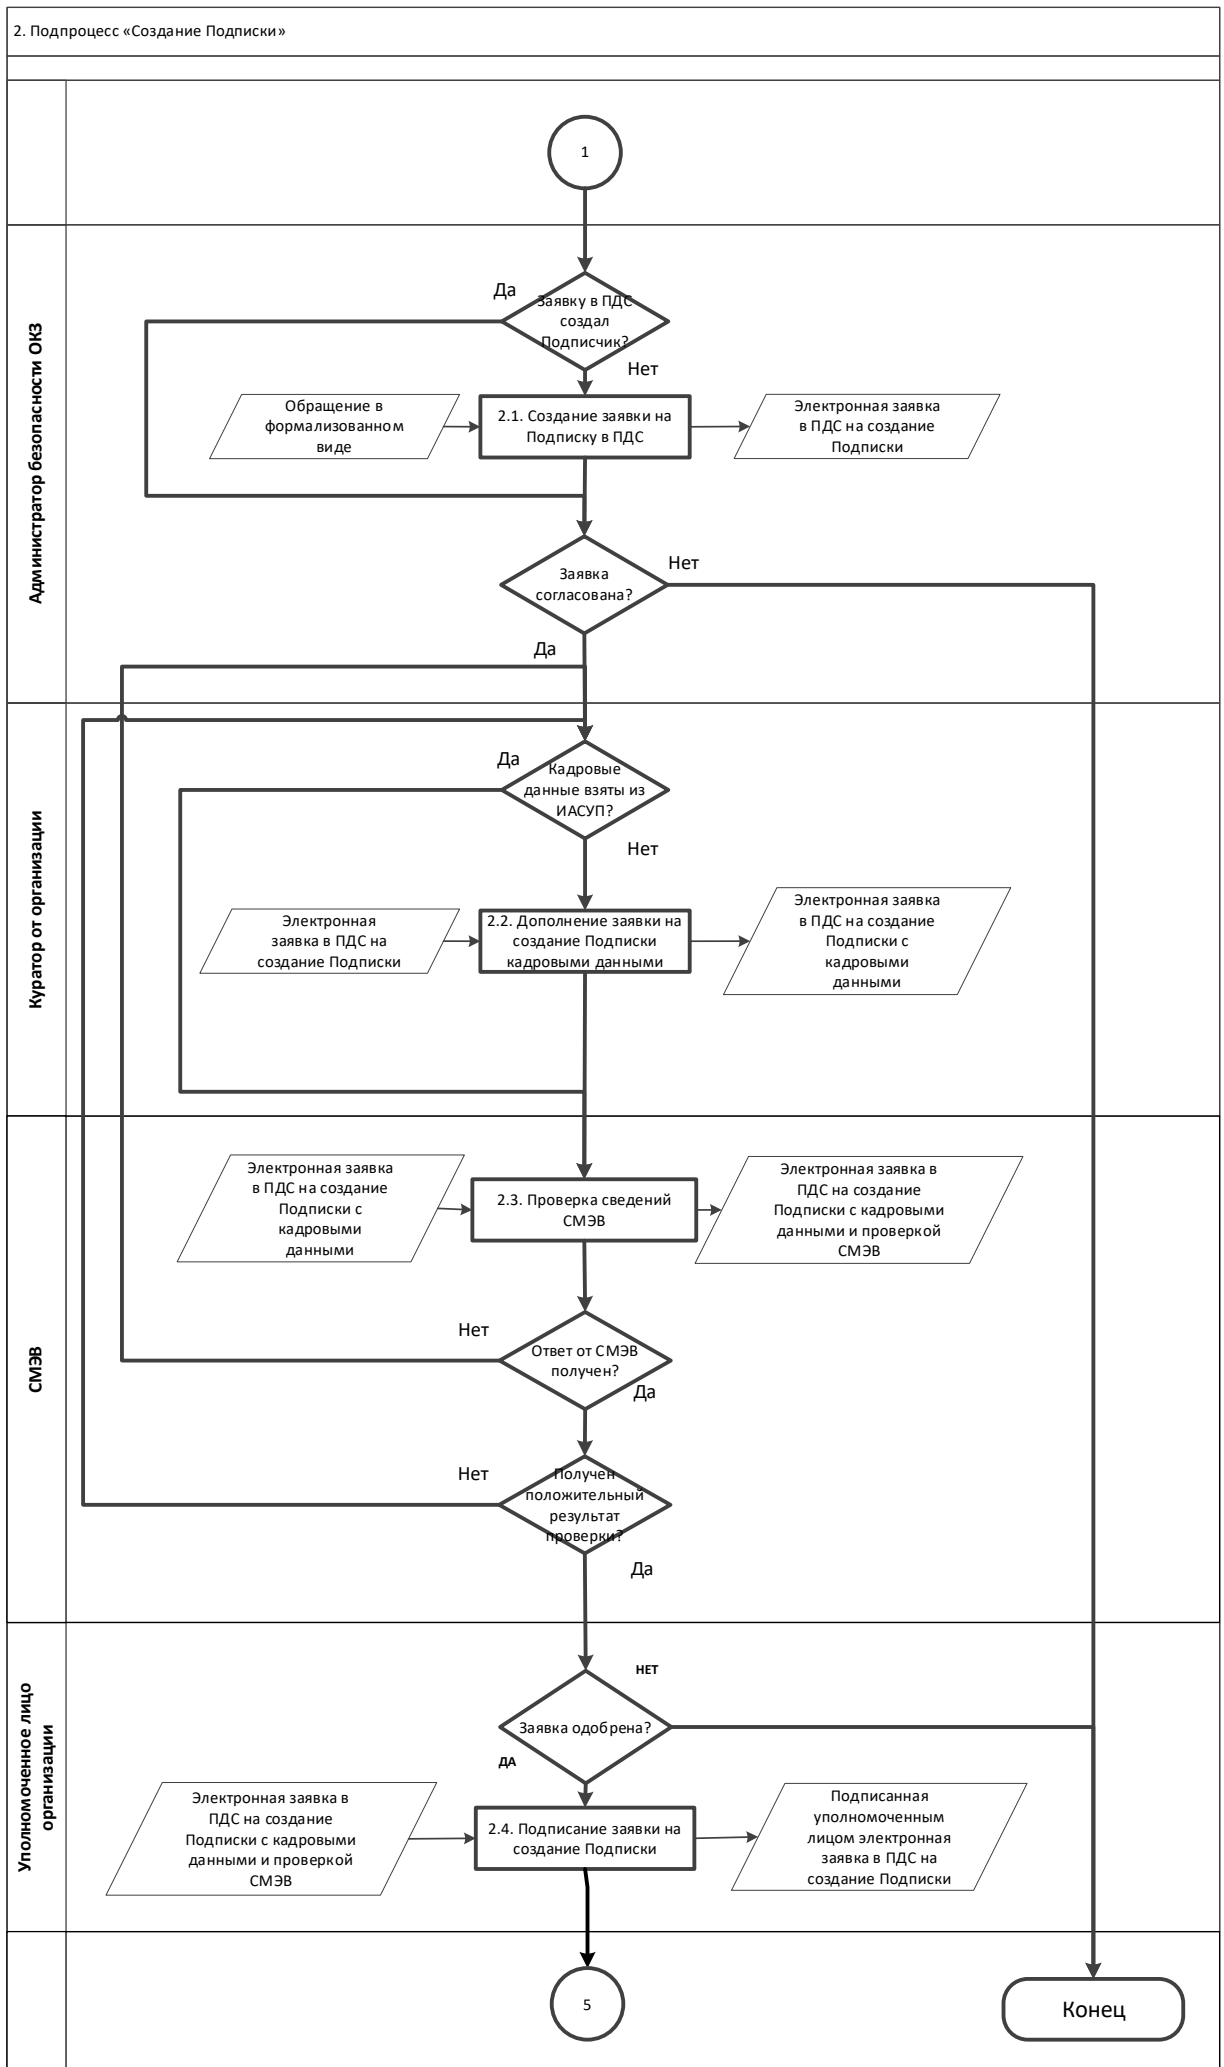 2. Подпроцесс «Создание Подписки»
1
Администратор безопасности ОКЗ
Да
Заявку в ПДС
создал
Подписчик?
Нет
Обращение в
формализованном
виде
2.1. Создание заявки на
Подписку в ПДС
Электронная заявка
в ПДС на создание
Подписки
Заявка
согласована?
Нет
Да
Куратор от организации
Да
Кадровые
данные взяты из
ИАСУП?
Нет
Электронная
заявка в ПДС на
создание Подписки
2.2. Дополнение заявки на
создание Подписки
кадровыми данными
Электронная заявка
в ПДС на создание
Подписки с
кадровыми
данными
СМЭВ
Электронная заявка
в ПДС на создание
Подписки с
кадровыми
данными
2.3. Проверка сведений
СМЭВ
Электронная заявка в
ПДС на создание
Подписки с кадровыми
данными и проверкой
СМЭВ
Нет
Ответ от СМЭВ
получен?
Да
Нет
Получен
положительный
результат
проверки?
Да
Уполномоченное лицо
организации
НЕТ
Заявка одобрена?
ДА
Электронная заявка в
ПДС на создание
Подписки с кадровыми
данными и проверкой
СМЭВ
2.4. Подписание заявки на
создание Подписки
Подписанная
уполномоченным
лицом электронная
заявка в ПДС на
создание Подписки
5
Конец